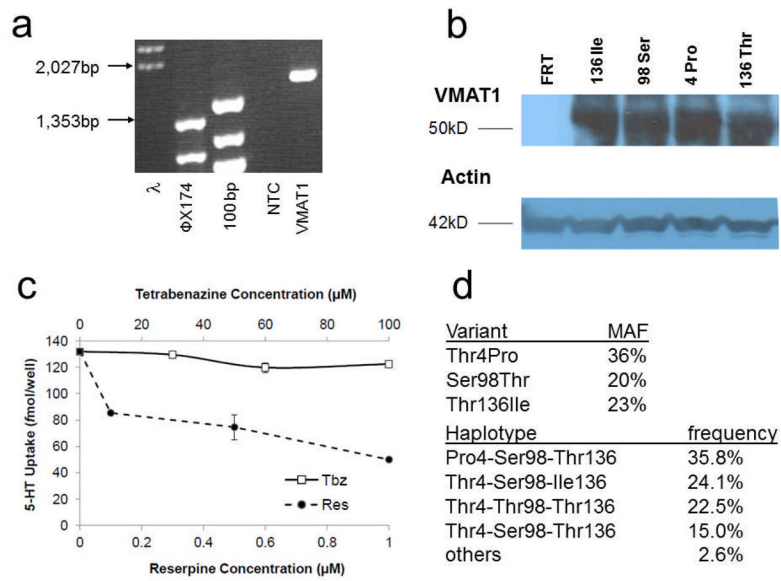 a
2,027bp
1,353bp
λ
ΦX174
100bp
NTC
VMAT1
b
FRT
136 Ile
98 Ser
4 Pro
136 Thr
VMAT1
50kD
Actin
42kD
c
Tetrabenazine Concentration (µM)
0 20 40 60 80 100
5-HT Uptake (fmol/well)
140
120
100
80
60
40
20
0
Tbz
Res
0 0.2 0.4 0.6 0.8 1
Reserpine Concentration (µM)
d
Variant MAF
Thr4Pro 36%
Ser98Thr 20%
Thr136Ile 23%
Haplotype frequency
Pro4-Ser98-Thr136 35.8%
Thr4-Ser98-Ile136 24.1%
Thr4-Thr98-Thr136 22.5%
Thr4-Ser98-Thr136 15.0%
others 2.6%